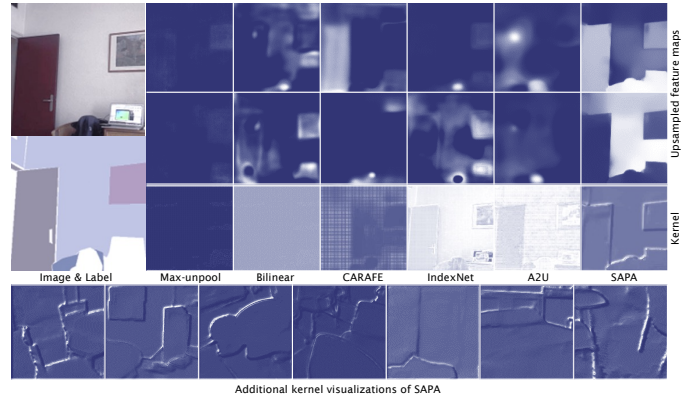 Upsampled feature maps
Kernel
Image & Label
Max-unpool
Bilinear
CARAFE
IndexNet
A2U
SAPA
Additional kernel visualizations of SAPA